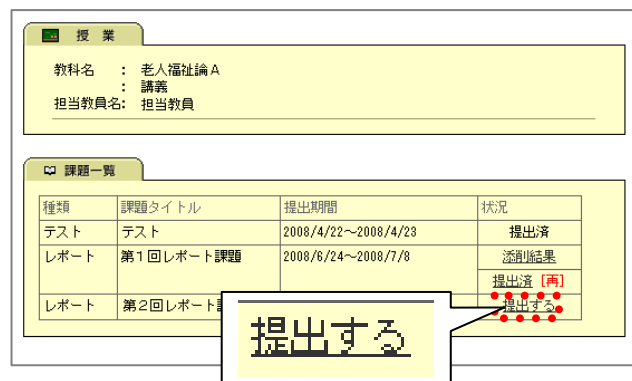 授 業
教科名 : 老人福祉論A
: 講義
担当教員名: 担当教員
課題一覧
種類 課題タイトル 提出期間 状況
テスト テスト 2008/4/22～2008/4/23 提出済
レポート 第1回レポート課題 2008/6/24～2008/7/8 添削結果
提出済 [再]
レポート 第2回レポート 提出する
提出する